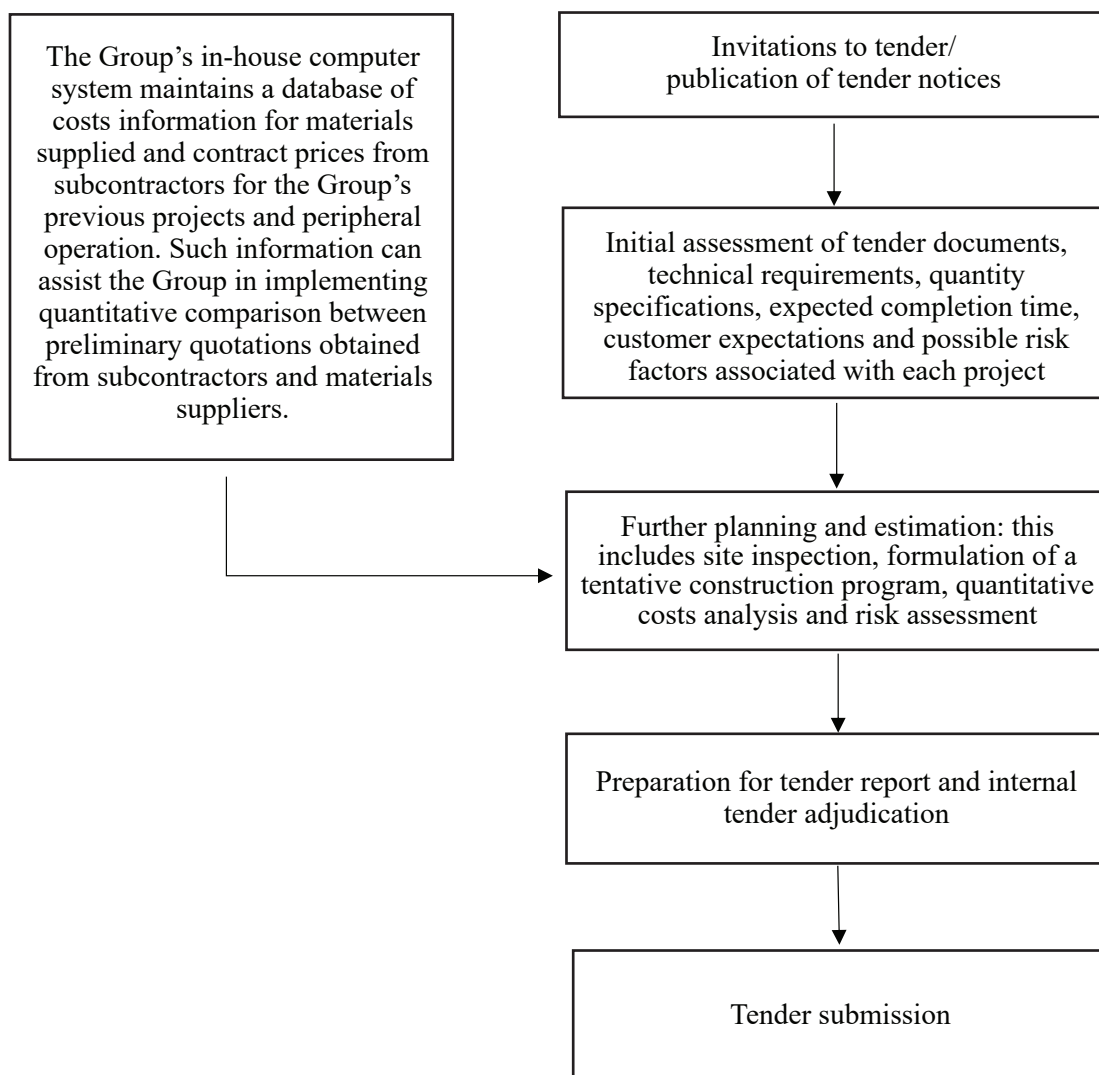 The Group’s in-house computer
system maintains a database of
costs information for materials
supplied and contract prices from
subcontractors for the Group’s
previous projects and peripheral
operation. Such information can
assist the Group in implementing
quantitative comparison between
preliminary quotations obtained
from subcontractors and materials
suppliers.
Invitations to tender/
publication of tender notices
Initial assessment of tender documents,
technical requirements, quantity
specifications, expected completion time,
customer expectations and possible risk
factors associated with each project
Further planning and estimation: this
includes site inspection, formulation of a
tentative construction program, quantitative
costs analysis and risk assessment
Preparation for tender report and internal
tender adjudication
Tender submission